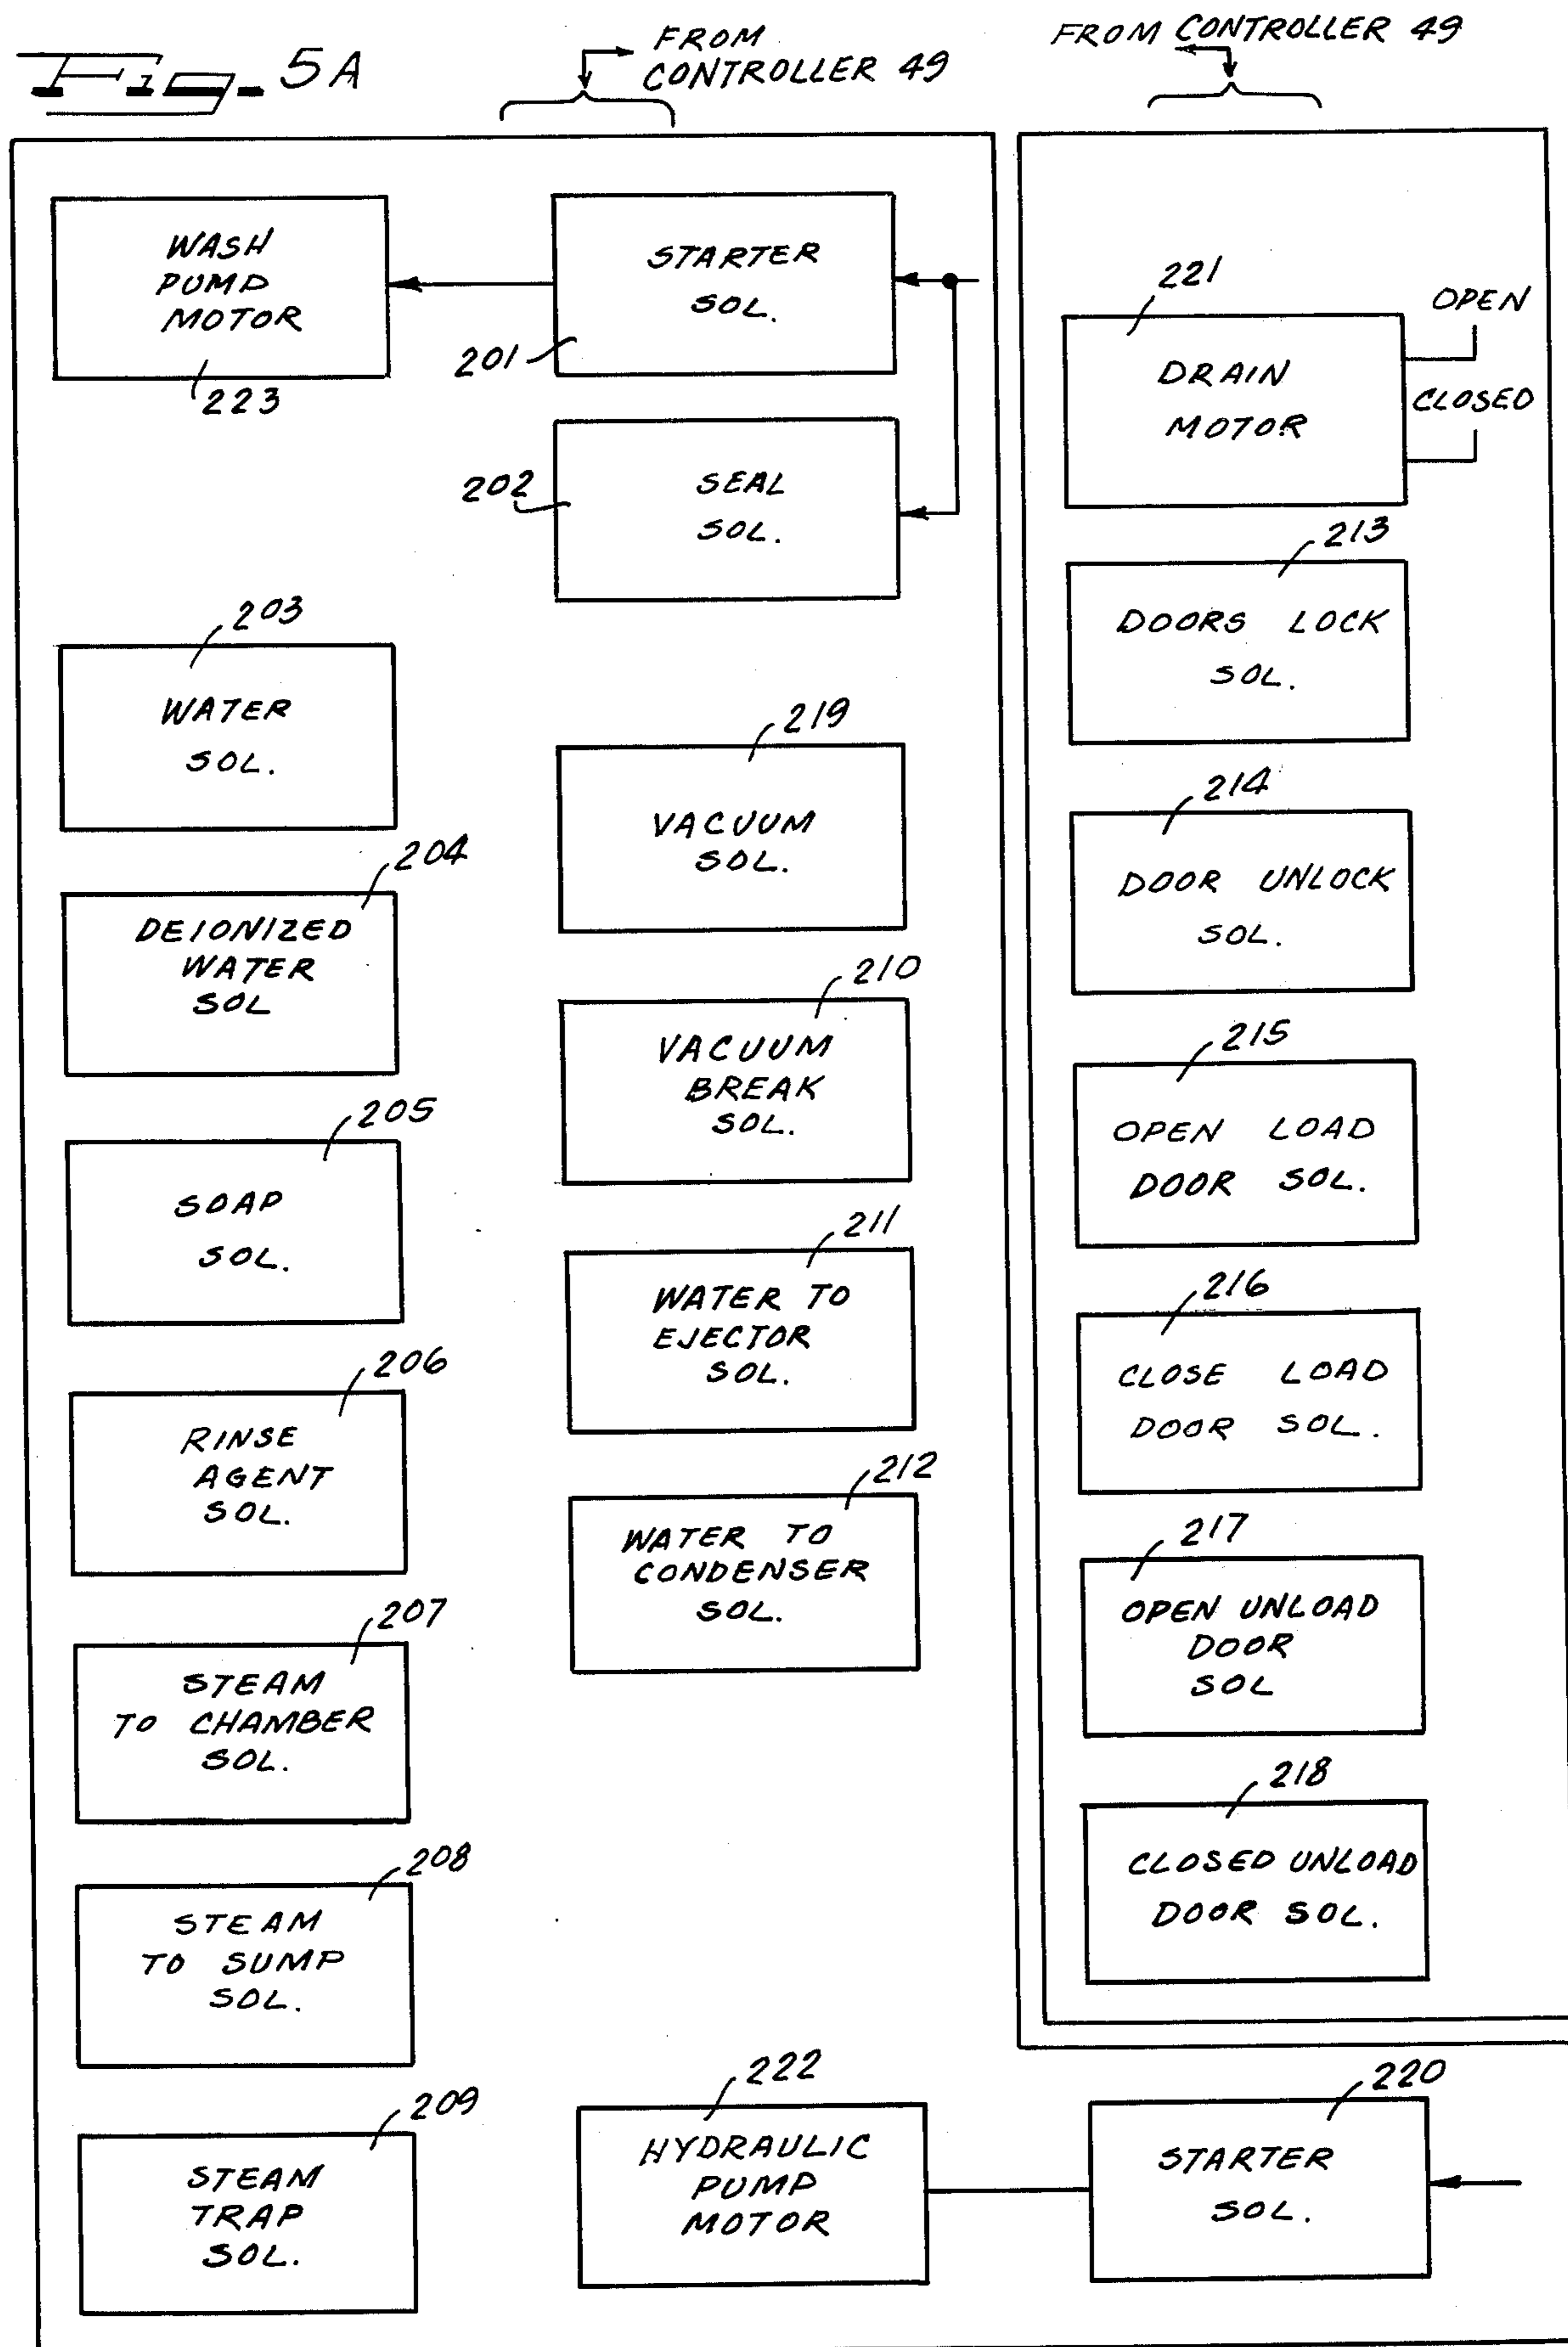 Fig. 5A
FROM
CONTROLLER 49
FROM CONTROLLER 49
WASH
PUMP
MOTOR
223
STARTER
SOL.
201
SEAL
SOL.
202
203
WATER
SOL.
204
DEIONIZED
WATER
SOL
205
SOAP
SOL.
206
RINSE
AGENT
SOL.
207
STEAM
TO CHAMBER
SOL.
208
STEAM
TO SUMP
SOL.
209
STEAM
TRAP
SOL.
219
VACUUM
SOL.
210
VACUUM
BREAK
SOL.
211
WATER TO
EJECTOR
SOL.
212
WATER TO
CONDENSER
SOL.
222
HYDRAULIC
PUMP
MOTOR
221
DRAIN
MOTOR
OPEN
CLOSED
213
DOORS LOCK
SOL.
214
DOOR UNLOCK
SOL.
215
OPEN LOAD
DOOR SOL.
216
CLOSE LOAD
DOOR SOL.
217
OPEN UNLOAD
DOOR
SOL
218
CLOSED UNLOAD
DOOR SOL.
220
STARTER
SOL.